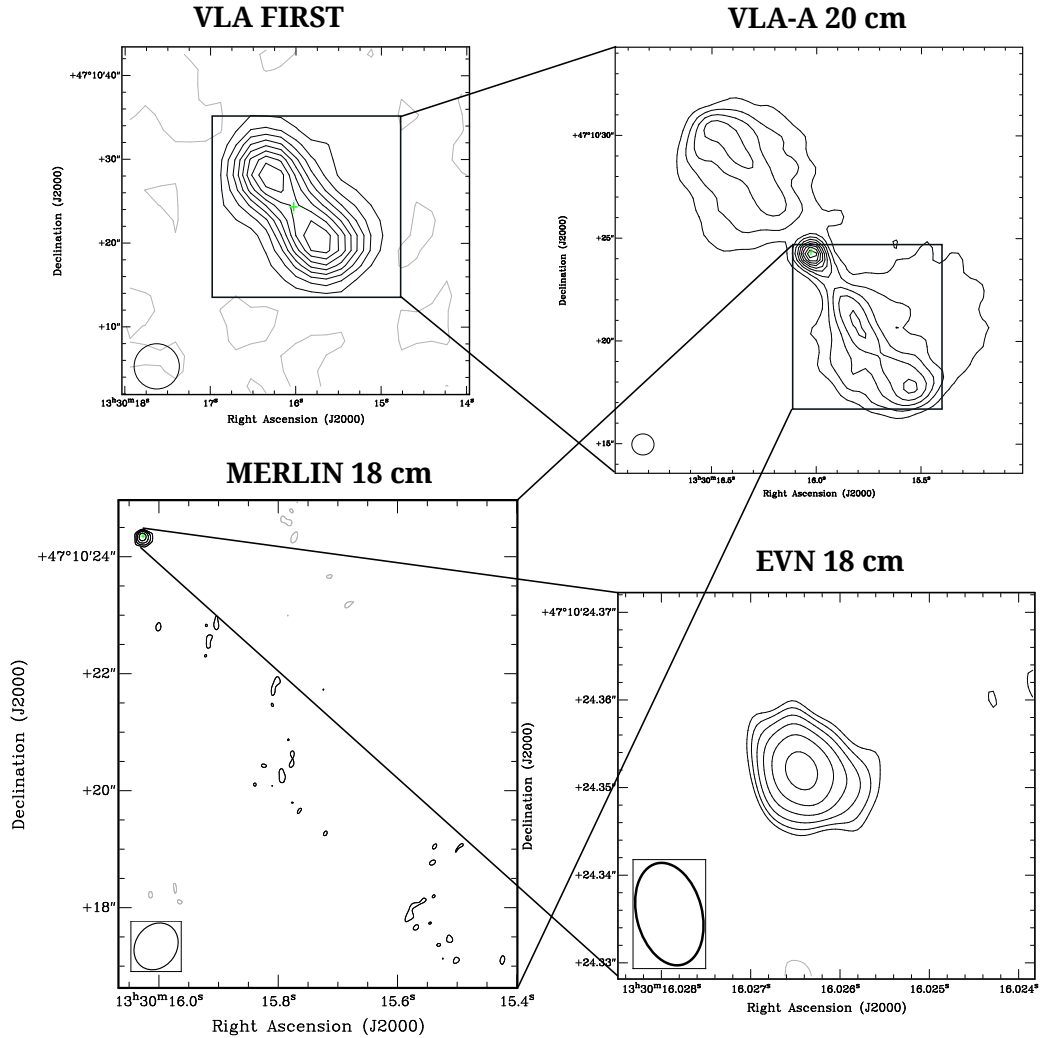 VLA FIRST
VLA-A 20 cm
+47°10'40"
+30"
+20"
+10"
Declination (J2000)
13ʰ30ᵐ18ˢ
17ˢ
16ˢ
15ˢ
14ˢ
Right Ascension (J2000)
+47°10'30"
+25"
+20"
+15"
Declination (J2000)
13ʰ30ᵐ16.5ˢ
16.0ˢ
15.5ˢ
Right Ascension (J2000)
MERLIN 18 cm
EVN 18 cm
+47°10'24"
+22"
+20"
+18"
Declination (J2000)
13ʰ30ᵐ16.0ˢ
15.8ˢ
15.6ˢ
15.4ˢ
Right Ascension (J2000)
+47°10'24.37"
+24.36"
+24.35"
+24.34"
+24.33"
Declination (J2000)
13ʰ30ᵐ16.028ˢ
16.027ˢ
16.026ˢ
16.025ˢ
16.024ˢ
Right Ascension (J2000)